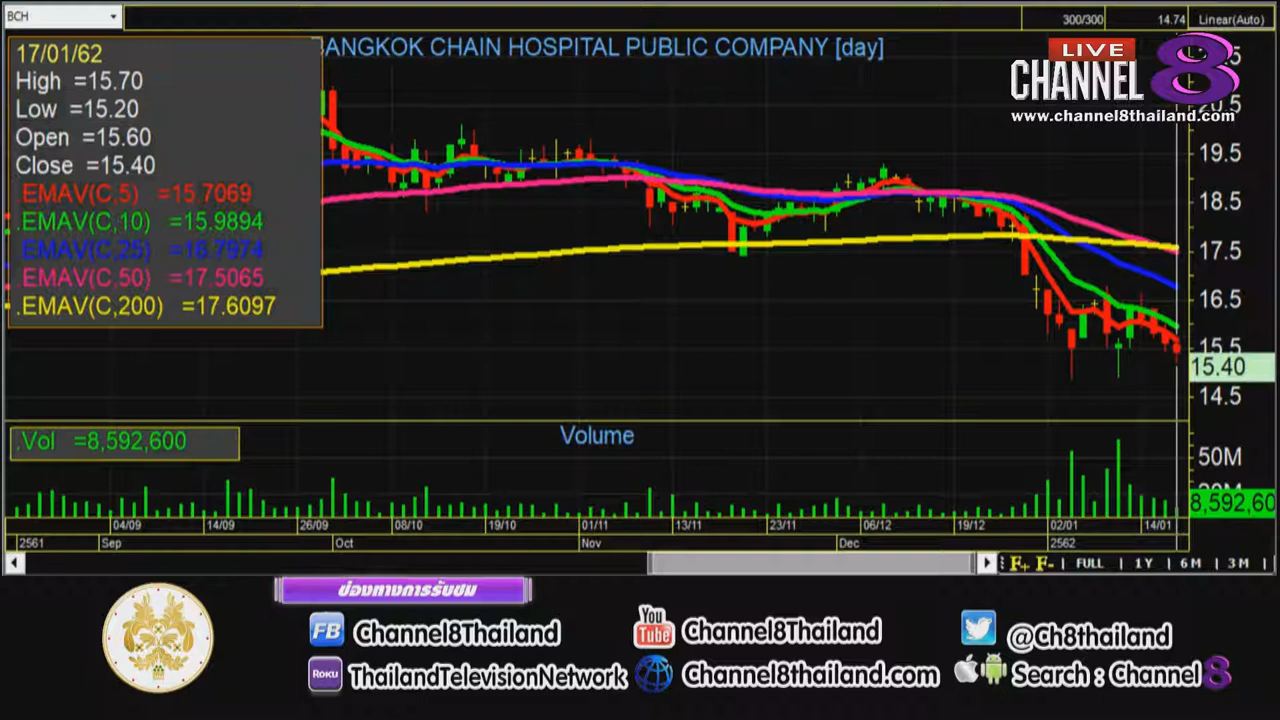 BCH
300/300
14.74
Linear(Auto)
BANGKOK CHAIN HOSPITAL PUBLIC COMPANY [day]
LIVE
CHANNEL 8
www.channel8thailand.com
17/01/62
High =15.70
Low =15.20
Open =15.60
Close =15.40
.EMAV(C,5) =15.7069
.EMAV(C,10) =15.9894
.EMAV(C,25) =16.7974
.EMAV(C,50) =17.5065
.EMAV(C,200) =17.6097
20.5
19.5
18.5
17.5
16.5
15.5
15.40
14.5
.Vol =8,592,600
Volume
50M
8,592,60
04/09 14/09 26/09 08/10 19/10 01/11 13/11 23/11 06/12 19/12 02/01 14/01
2561 Sep Oct Nov Dec 2562
F+ F- | FULL | 1Y | 6M | 3M |
ช่องทางการรับชม
FB Channel8Thailand
You Tube Channel8Thailand
@Ch8thailand
ROKU ThailandTelevisionNetwork
Channel8thailand.com
Search : Channel 8